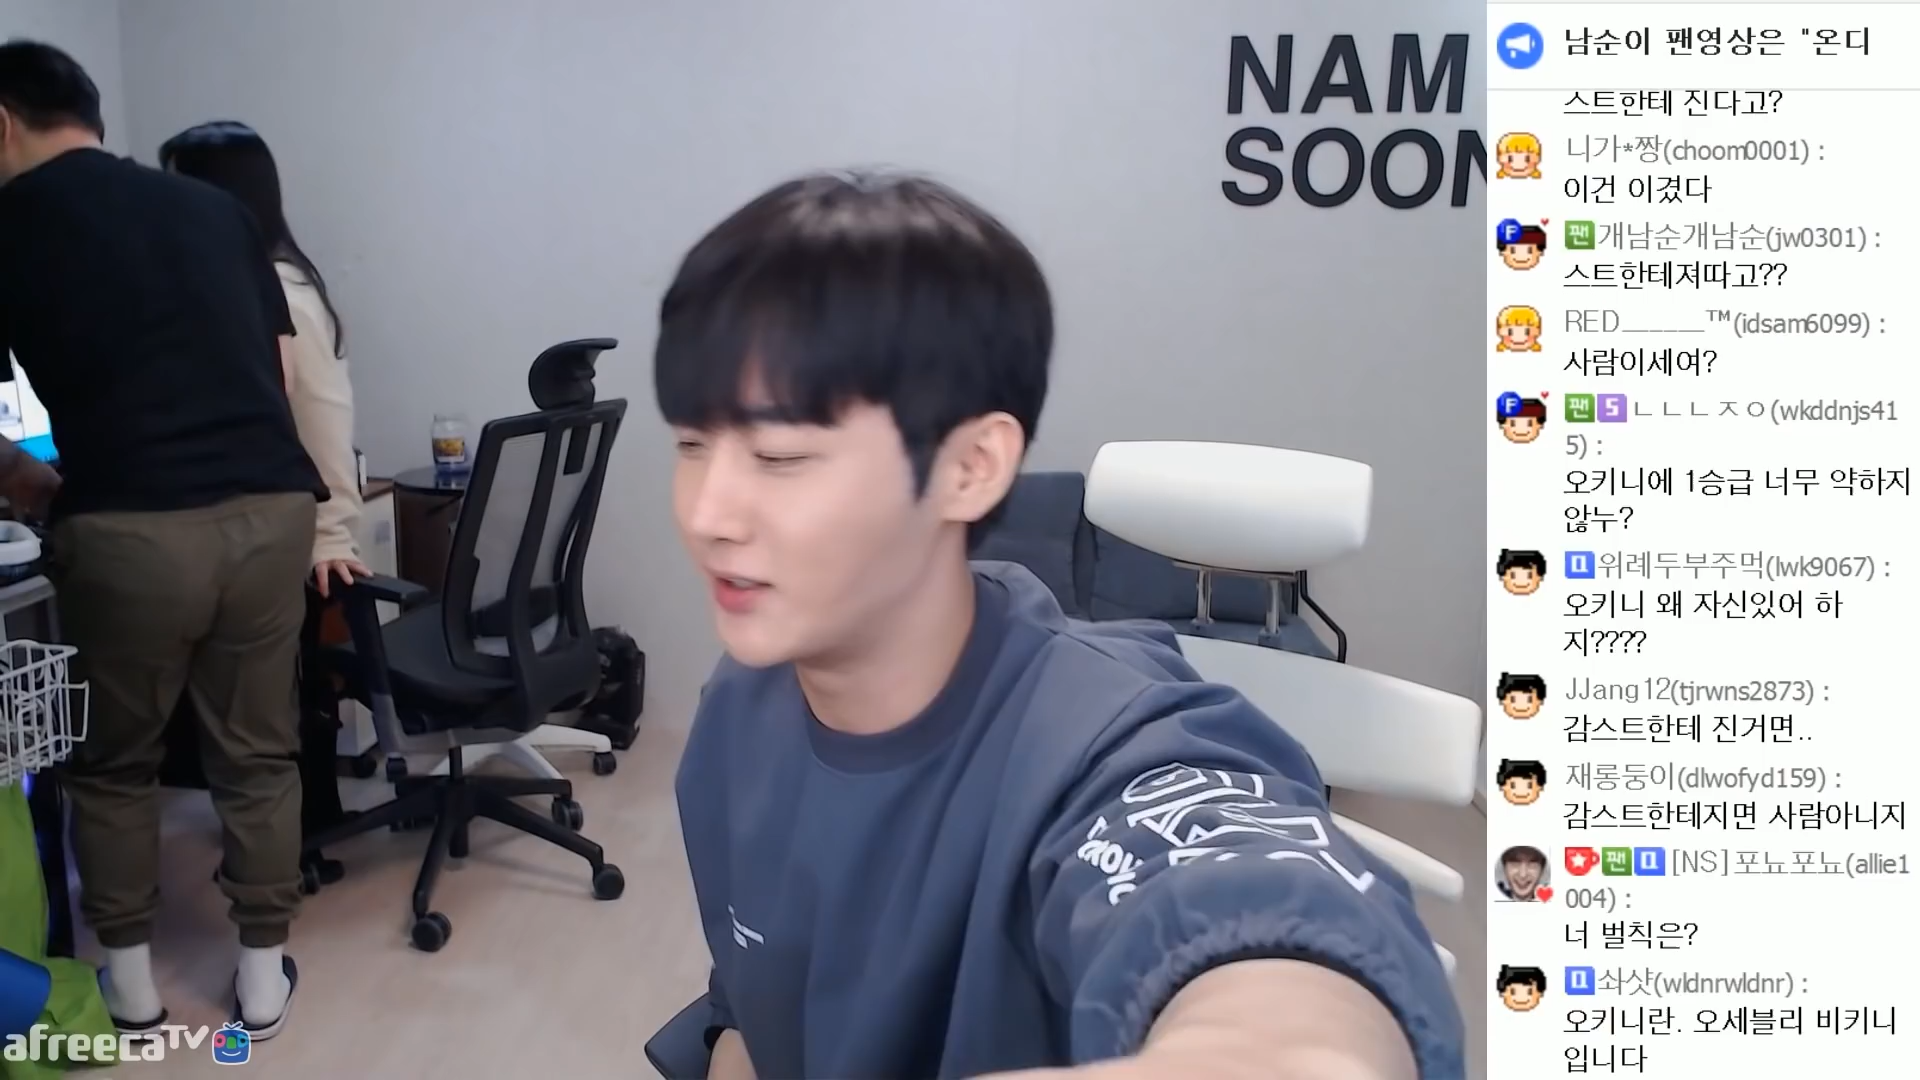 NAM
SOON
afreecaTV
남순이 팬영상은 "온디
스트한테 진다고?
니가*짱(choom0001) :
이건 이겼다
팬개남순개남순(jw0301) :
스트한테져따고??
RED______™(idsam6099) :
사람이세여?
팬 5 ㄴㄴㄴㅈㅇ(wkddnjs41
5) :
오키니에 1승급 너무 약하지
않누?
위례두부주먹(lwk9067) :
오키니 왜 자신있어 하
지????
JJang12(tjrwns2873) :
감스트한테 진거면..
재롱둥이(dlwofyd159) :
감스트한테지면 사람아니지
팬 [NS]포뇨포뇨(allie1
004) :
너 벌칙은?
쇠샷(wldnrwldnr) :
오키니란. 오세블리 비키니
입니다